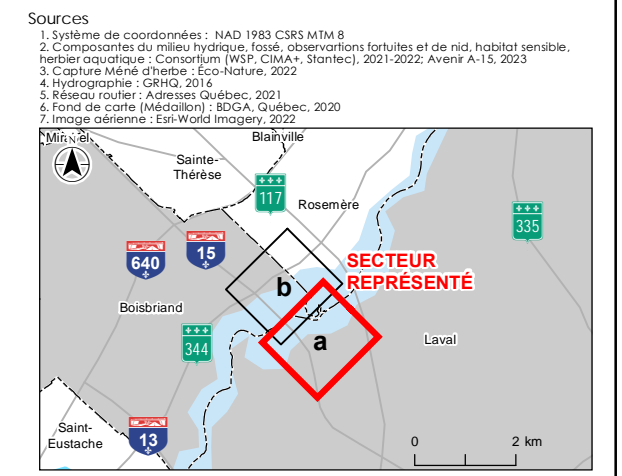 Sources
1. Système de coordonnées : NAD 1983 CSRS MTM 8
2. Composantes du milieu hydrique, fossé, observartions fortuites et de nid, habitat sensible,
herbier aquatique : Consortium (WSP, CIMA+, Stantec), 2021-2022; Avenir A-15, 2023
3. Capture Méné d'herbe : Éco-Nature, 2022
4. Hydrographie : GRHQ, 2016
5. Réseau routier : Adresses Québec, 2021
6. Fond de carte (Médaillon) : BDGA, Québec, 2020
7. Image aérienne : Esri-World Imagery, 2022
Blainville
N
Sainte-
Thérèse
117
Rosemère
335
15
640
SECTEUR
REPRÉSENTÉ
b
Boisbriand
344
a
Laval
Saint-
Eustache
13
0 2 km